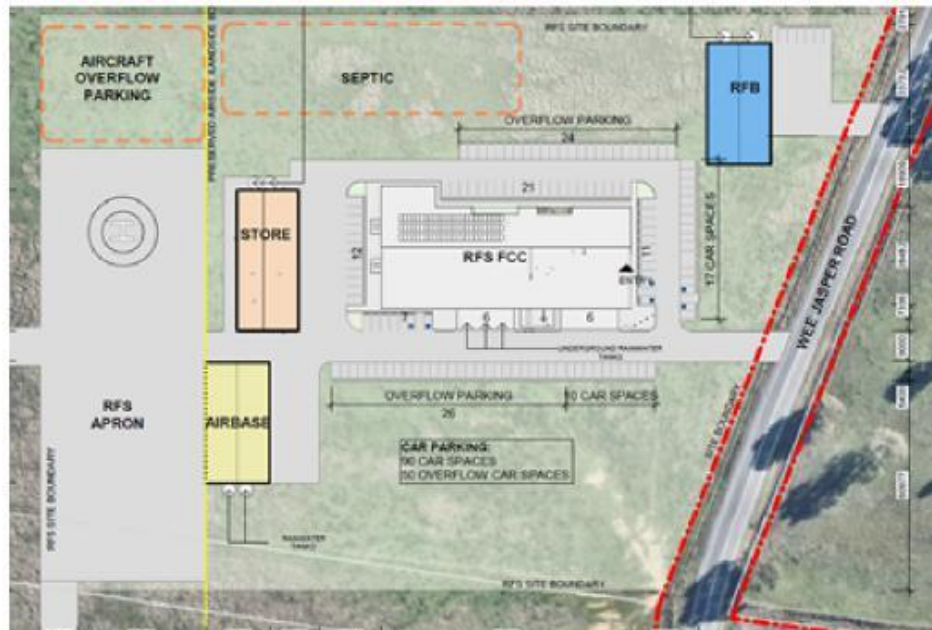 RFS SITE BOUNDARY
AIRCRAFT
OVERFLOW
PARKING
SEPTIC
RFB
OVERFLOW PARKING
24
21
STORE
12
RFS FCC
11
17 CAR SPACES
ENTRY
WEE JASPER ROAD
7
6
4
6
UNDERGROUND RAINWATER
TANKS
RFS
APRON
AIRBASE
OVERFLOW PARKING
26
10 CAR SPACES
SITE BOUNDARY
CAR PARKING:
90 CAR SPACES
50 OVERFLOW CAR SPACES
RFS SITE BOUNDARY
RAINWATER
TANKS
RFS SITE BOUNDARY